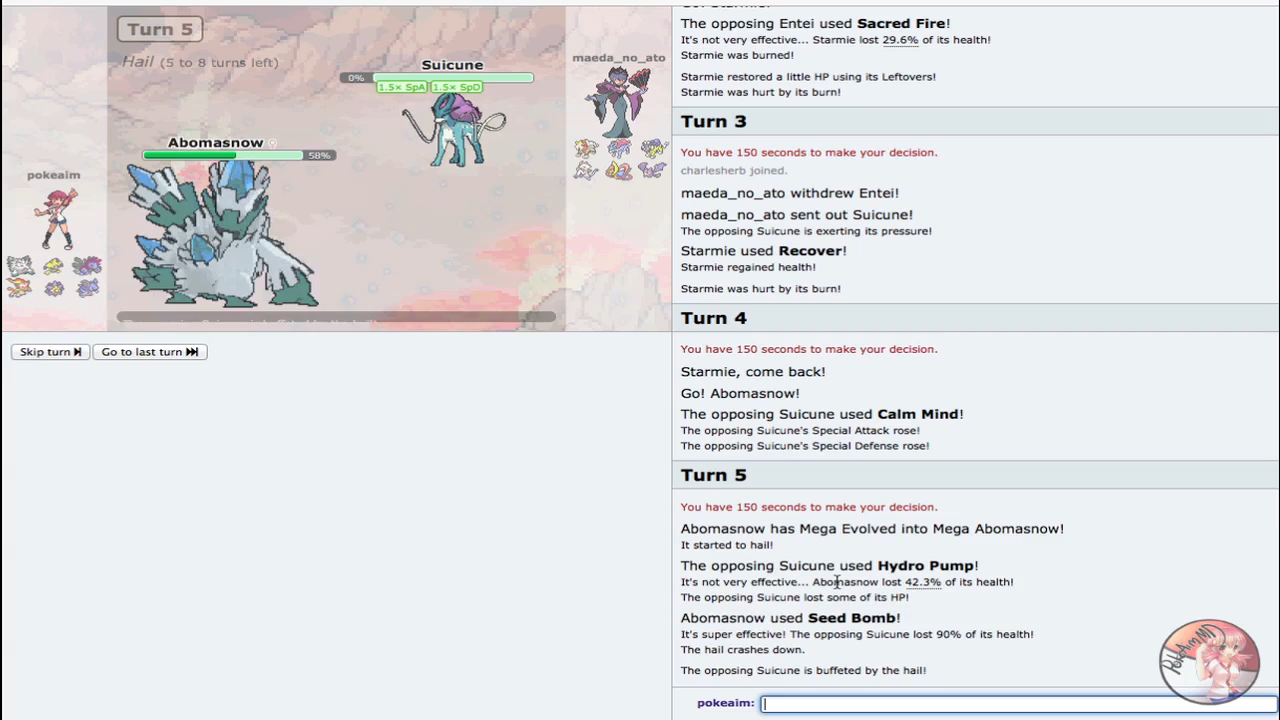 Turn 5
Hail (5 to 8 turns left)
Suicune
0%
1.5× SpA 1.5× SpD
maeda_no_ato
Abomasnow
58%
pokeaim
Skip turn
Go to last turn
The opposing Entei used Sacred Fire!
It's not very effective... Starmie lost 29.6% of its health!
Starmie was burned!
Starmie restored a little HP using its Leftovers!
Starmie was hurt by its burn!
Turn 3
You have 150 seconds to make your decision.
charlesherb joined.
maeda_no_ato withdrew Entei!
maeda_no_ato sent out Suicune!
The opposing Suicune is exerting its pressure!
Starmie used Recover!
Starmie regained health!
Starmie was hurt by its burn!
Turn 4
You have 150 seconds to make your decision.
Starmie, come back!
Go! Abomasnow!
The opposing Suicune used Calm Mind!
The opposing Suicune's Special Attack rose!
The opposing Suicune's Special Defense rose!
Turn 5
You have 150 seconds to make your decision.
Abomasnow has Mega Evolved into Mega Abomasnow!
It started to hail!
The opposing Suicune used Hydro Pump!
It's not very effective... Abomasnow lost 42.3% of its health!
The opposing Suicune lost some of its HP!
Abomasnow used Seed Bomb!
It's super effective! The opposing Suicune lost 90% of its health!
The hail crashes down.
The opposing Suicune is buffeted by the hail!
pokeaim: